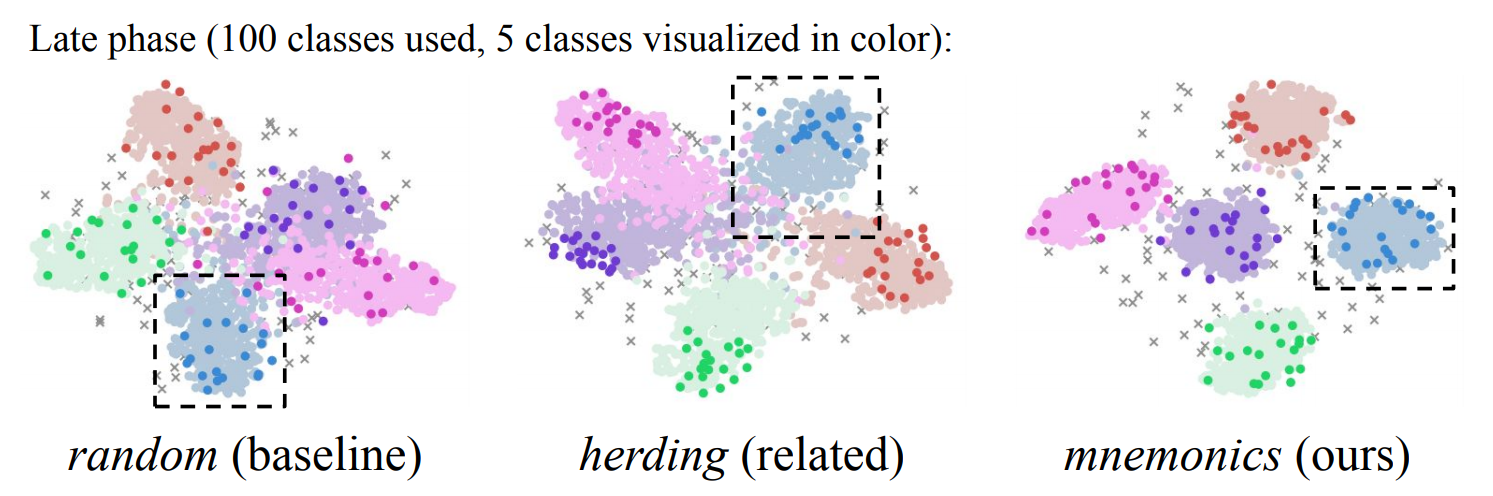 Late phase (100 classes used, 5 classes visualized in color):
random (baseline)
herding (related)
mnemonics (ours)